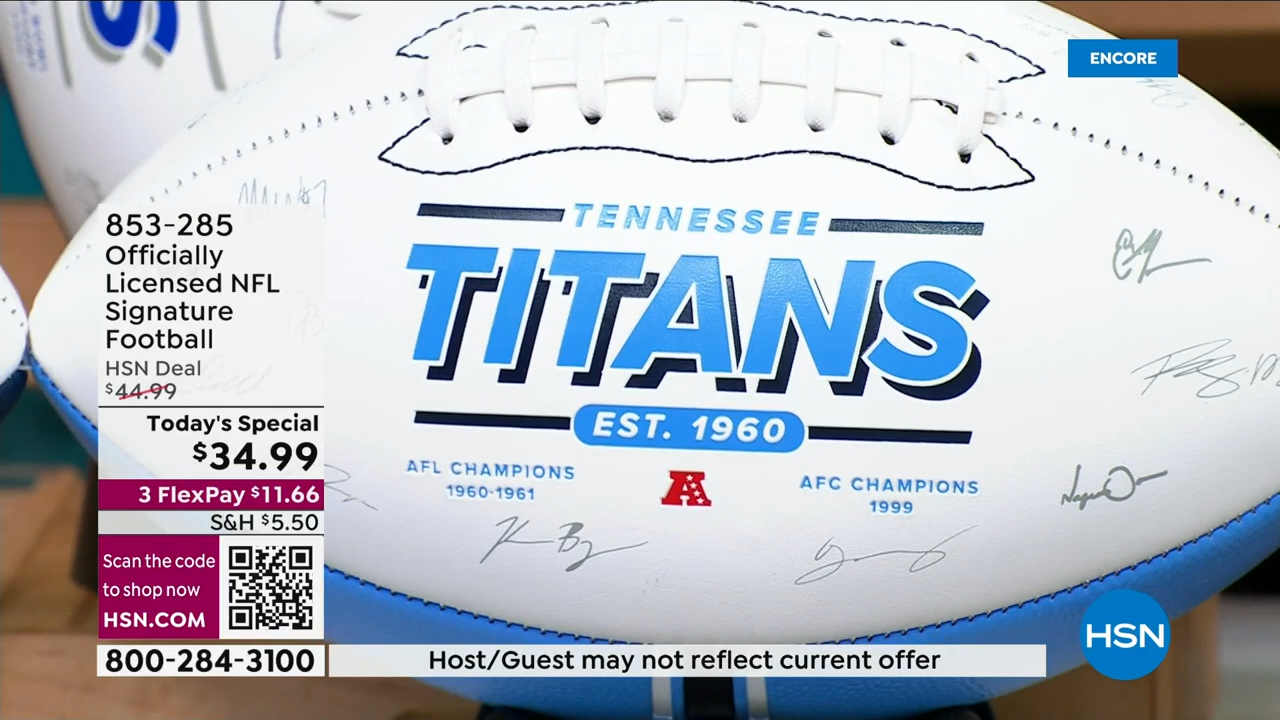 ENCORE
853-285
Officially
Licensed NFL
Signature
Football
HSN Deal
$44.99
Today's Special
$34.99
3 FlexPay $11.66
S&H $5.50
Scan the code
to shop now
HSN.COM
800-284-3100
Host/Guest may not reflect current offer
TENNESSEE
TITANS
EST. 1960
AFL CHAMPIONS
1960-1961
A
AFC CHAMPIONS
1999
HSN